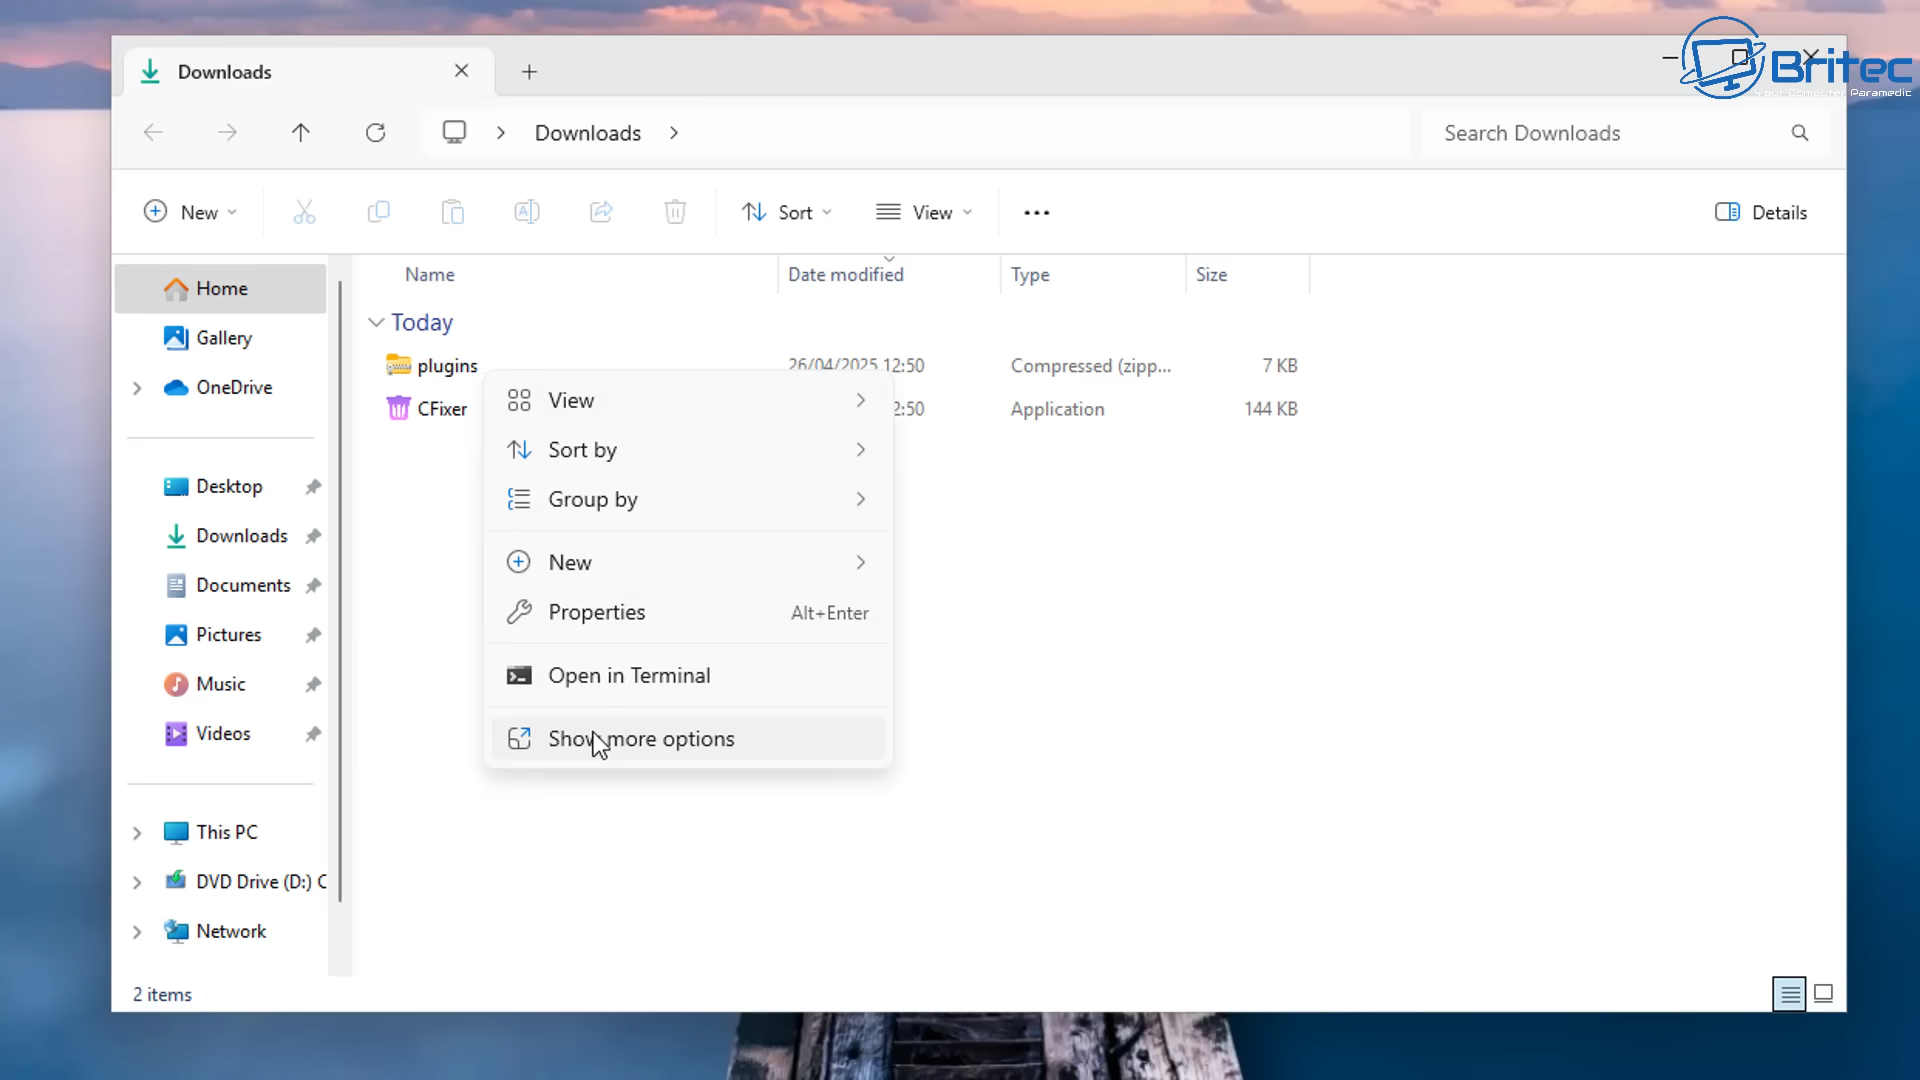 Downloads
Britec
Your Computer Paramedic
Downloads
Search Downloads
New
Sort
View
Details
Name
Date modified
Type
Size
Home
Gallery
OneDrive
Desktop
Downloads
Documents
Pictures
Music
Videos
This PC
DVD Drive (D:) C
Network
Today
plugins
26/04/2025 12:50
Compressed (zipp...
7 KB
CFixer
2:50
Application
144 KB
View
Sort by
Group by
New
Properties
Alt+Enter
Open in Terminal
Show more options
2 items